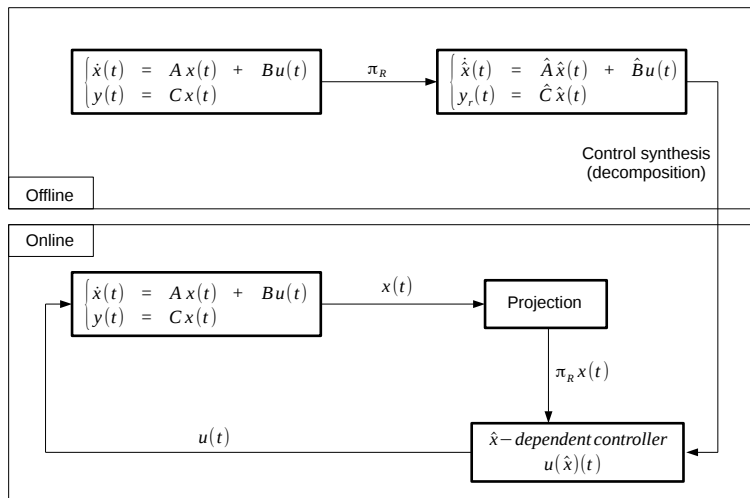 ẋ(t) = A x(t) + B u(t)
y(t) = C x(t)
π_R
x̂̇(t) = Â x̂(t) + B̂ u(t)
y_r(t) = Ĉ x̂(t)
Control synthesis
(decomposition)
Offline
Online
ẋ(t) = A x(t) + B u(t)
y(t) = C x(t)
x(t)
Projection
π_R x(t)
u(t)
x̂−dependent controller
u(x̂)(t)